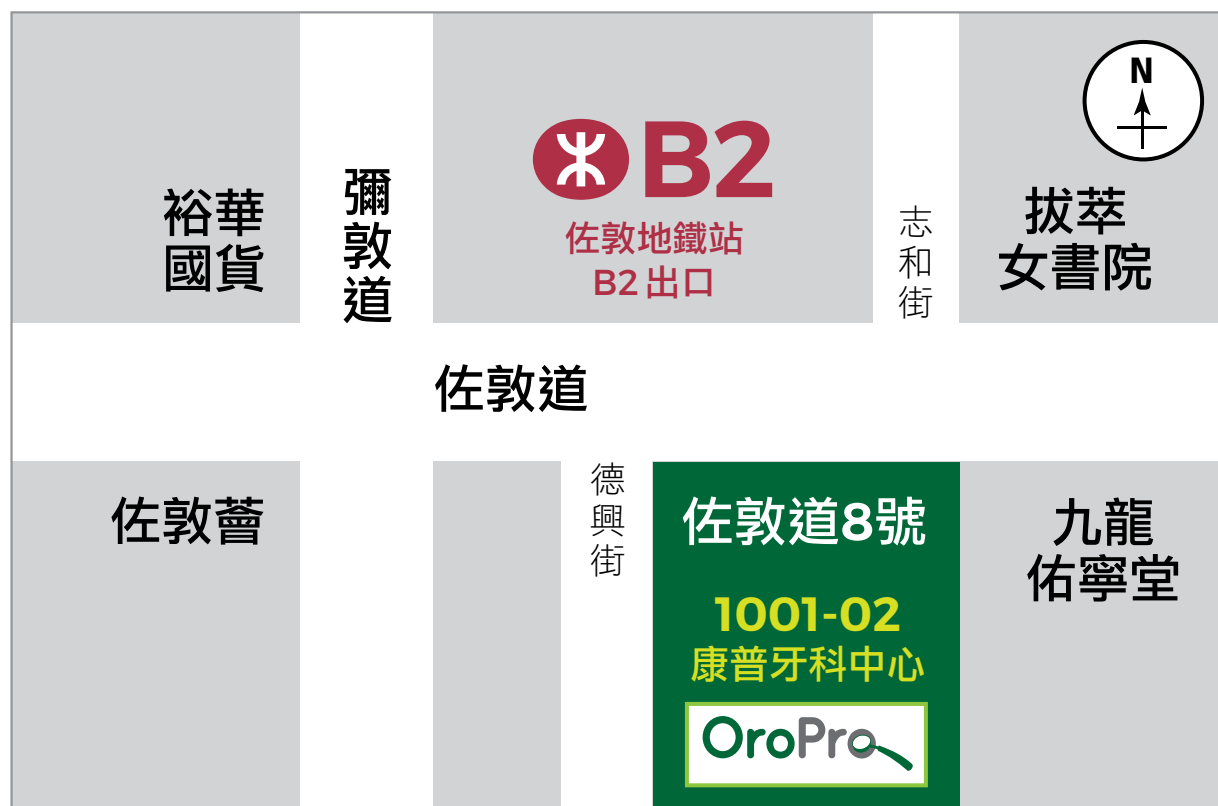 N
B2
佐敦地鐵站
B2 出口
裕華
國貨
彌敦道
志和街
拔萃
女書院
佐敦道
佐敦薈
德興街
佐敦道8號
1001-02
康普牙科中心
OroPro
九龍
佑寧堂